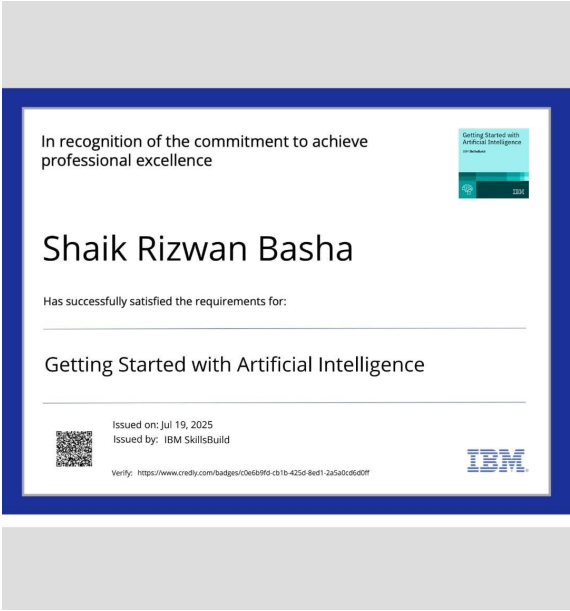 In recognition of the commitment to achieve
professional excellence
Getting Started with
Artificial Intelligence
IBM SkillsBuild
IBM
Shaik Rizwan Basha
Has successfully satisfied the requirements for:
Getting Started with Artificial Intelligence
Issued on: Jul 19, 2025
Issued by: IBM SkillsBuild
Verify: https://www.credly.com/badges/c0e6b9fd-cb1b-425d-8ed1-2a5a0cd6d0ff
IBM.